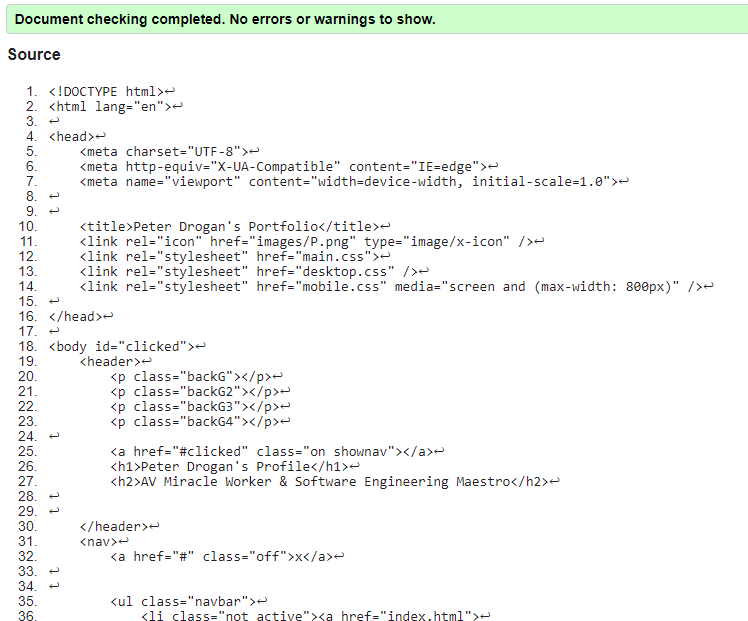 Document checking completed. No errors or warnings to show.
Source
1. <!DOCTYPE html>↩
2. <html lang="en">↩
3. ↩
4. <head>↩
5.     <meta charset="UTF-8">↩
6.     <meta http-equiv="X-UA-Compatible" content="IE=edge">↩
7.     <meta name="viewport" content="width=device-width, initial-scale=1.0">↩
8. ↩
9. ↩
10.     <title>Peter Drogan's Portfolio</title>↩
11.     <link rel="icon" href="images/P.png" type="image/x-icon" />↩
12.     <link rel="stylesheet" href="main.css">↩
13.     <link rel="stylesheet" href="desktop.css" />↩
14.     <link rel="stylesheet" href="mobile.css" media="screen and (max-width: 800px)" />↩
15. ↩
16. </head>↩
17. ↩
18. <body id="clicked">↩
19.     <header>↩
20.         <p class="backG"></p>↩
21.         <p class="backG2"></p>↩
22.         <p class="backG3"></p>↩
23.         <p class="backG4"></p>↩
24. ↩
25.         <a href="#clicked" class="on shownav"></a>↩
26.         <h1>Peter Drogan's Profile</h1>↩
27.         <h2>AV Miracle Worker & Software Engineering Maestro</h2>↩
28. ↩
29. ↩
30.     </header>↩
31.     <nav>↩
32.         <a href="#" class="off">x</a>↩
33. ↩
34. ↩
35.         <ul class="navbar">↩
36.             <li class="not active"><a href="index.html">↩